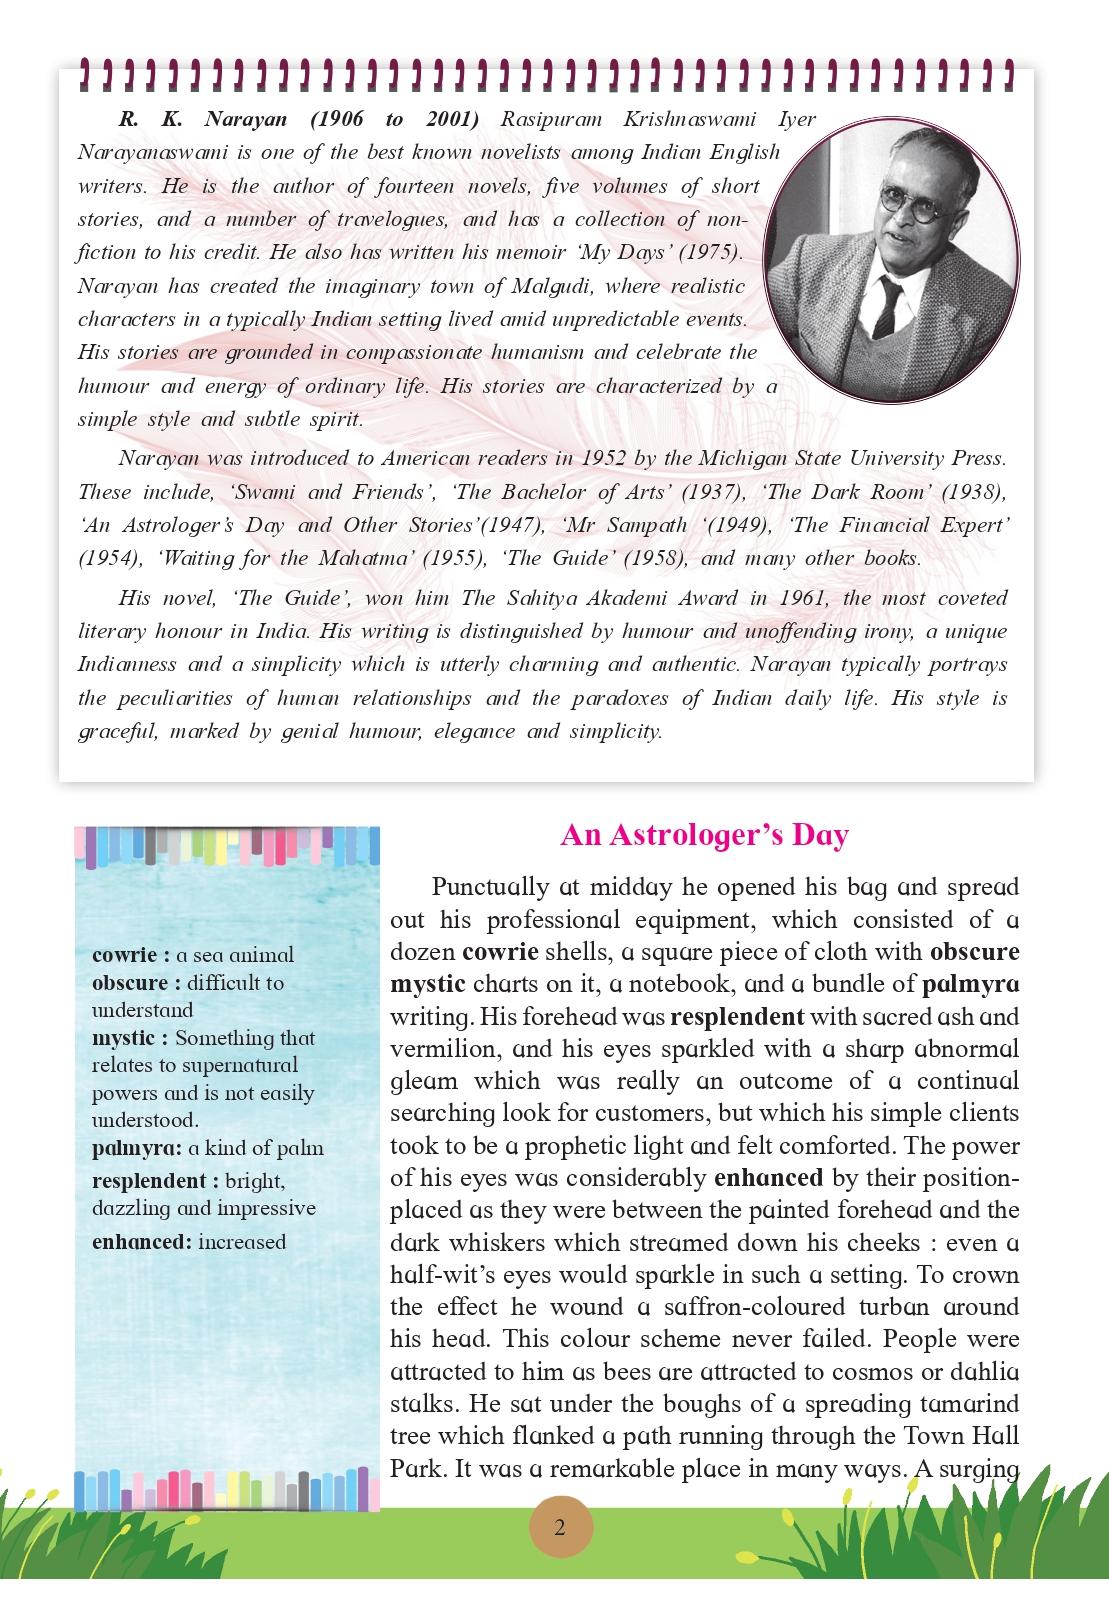 R. K. Narayan (1906 to 2001) Rasipuram Krishnaswami Iyer
Narayanaswami is one of the best known novelists among Indian English
writers. He is the author of fourteen novels, five volumes of short
stories, and a number of travelogues, and has a collection of non-
fiction to his credit. He also has written his memoir ‘My Days’ (1975).
Narayan has created the imaginary town of Malgudi, where realistic
characters in a typically Indian setting lived amid unpredictable events.
His stories are grounded in compassionate humanism and celebrate the
humour and energy of ordinary life. His stories are characterized by a
simple style and subtle spirit.
Narayan was introduced to American readers in 1952 by the Michigan State University Press.
These include, ‘Swami and Friends’, ‘The Bachelor of Arts’ (1937), ‘The Dark Room’ (1938),
‘An Astrologer’s Day and Other Stories’(1947), ‘Mr Sampath ‘(1949), ‘The Financial Expert’
(1954), ‘Waiting for the Mahatma’ (1955), ‘The Guide’ (1958), and many other books.
His novel, ‘The Guide’, won him The Sahitya Akademi Award in 1961, the most coveted
literary honour in India. His writing is distinguished by humour and unoffending irony, a unique
Indianness and a simplicity which is utterly charming and authentic. Narayan typically portrays
the peculiarities of human relationships and the paradoxes of Indian daily life. His style is
graceful, marked by genial humour, elegance and simplicity.
cowrie : a sea animal
obscure : difficult to
understand
mystic : Something that
relates to supernatural
powers and is not easily
understood.
palmyra: a kind of palm
resplendent : bright,
dazzling and impressive
enhanced: increased
An Astrologer’s Day
Punctually at midday he opened his bag and spread
out his professional equipment, which consisted of a
dozen cowrie shells, a square piece of cloth with obscure
mystic charts on it, a notebook, and a bundle of palmyra
writing. His forehead was resplendent with sacred ash and
vermilion, and his eyes sparkled with a sharp abnormal
gleam which was really an outcome of a continual
searching look for customers, but which his simple clients
took to be a prophetic light and felt comforted. The power
of his eyes was considerably enhanced by their position-
placed as they were between the painted forehead and the
dark whiskers which streamed down his cheeks : even a
half-wit’s eyes would sparkle in such a setting. To crown
the effect he wound a saffron-coloured turban around
his head. This colour scheme never failed. People were
attracted to him as bees are attracted to cosmos or dahlia
stalks. He sat under the boughs of a spreading tamarind
tree which flanked a path running through the Town Hall
Park. It was a remarkable place in many ways. A surging
2